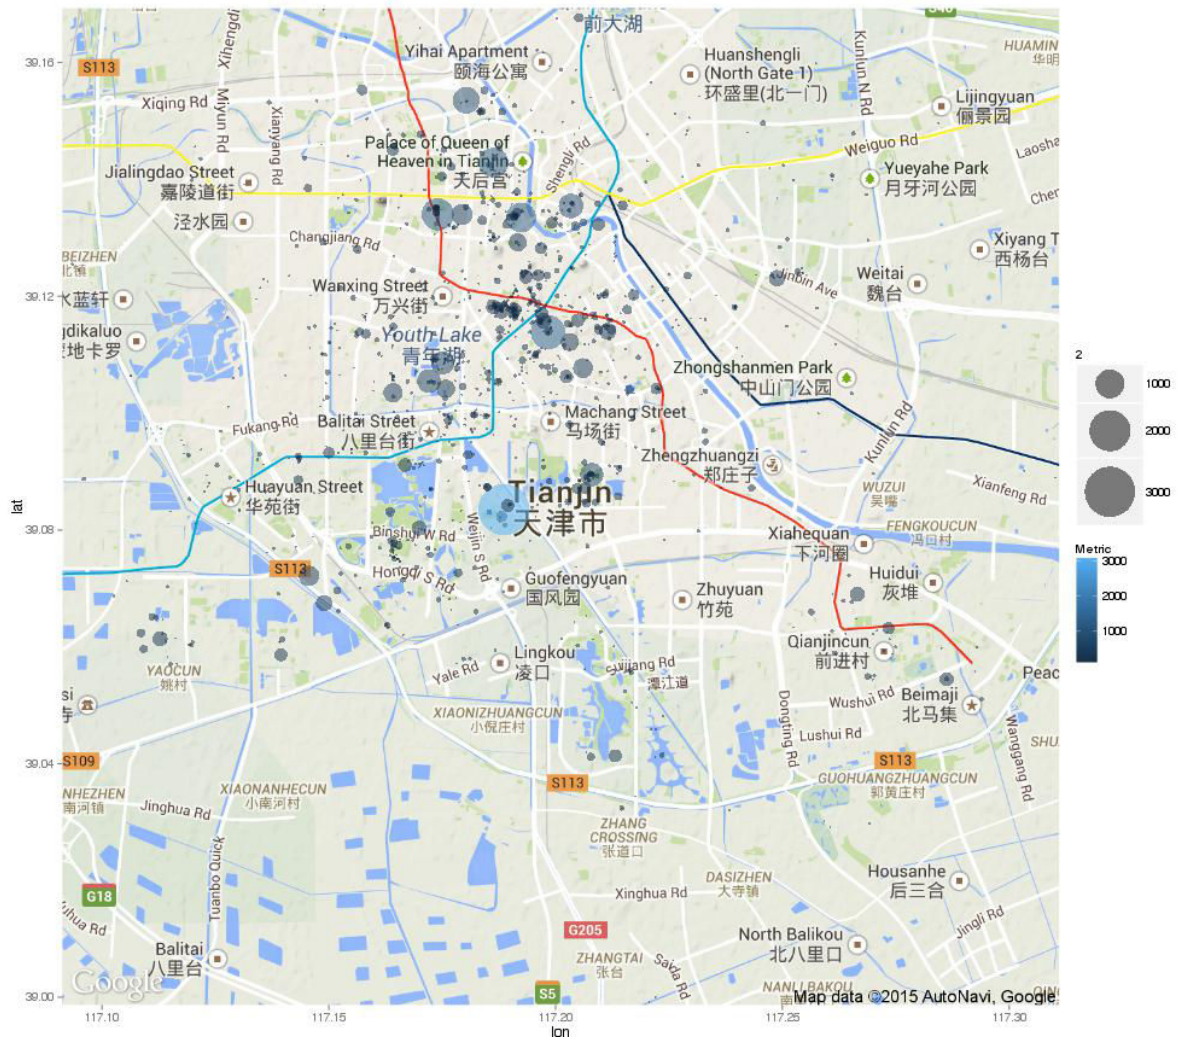 前大湖
S40
39.16
S113
Xihengdi
Yihai Apartment
颐海公寓
Huanshengli
(North Gate 1)
环盛里(北一门)
Kunlun N Rd
HUAMIN
华明
Xiqing Rd
Miyun Rd
Xianyang Rd
Lijingyuan
俪景园
Palace of Queen of
Heaven in Tianjin
天后宫
Shengli Rd
Weiguo Rd
Laosha
Jialingdao Street
嘉陵道街
Yueyahe Park
月牙河公园
Chen
泾水园
Changjiang Rd
BEIZHEN
北镇
Xiyang T
西杨台
Wanxing Street
万兴街
Jinbin Ave
Weitai
魏台
39.12
水蓝轩
gdikaluo
地卡罗
Youth Lake
青年湖
Zhongshanmen Park
中山门公园
2
1000
2000
3000
Fukang Rd
Balitai Street
八里台街
Machang Street
马场街
Kunlun Rd
Zhengzhuangzi
郑庄子
Huayuan Street
华苑街
WUZUI
吴嘴
Xianfeng Rd
lat
Tianjin
天津市
39.08
Binshui W Rd
Weijin S Rd
FENGKOUCUN
冯口村
Xiahequan
下河圈
Metric
3000
2000
1000
S113
Hongqi S Rd
Guofengyuan
国风园
Zhuyuan
竹苑
Huidui
灰堆
Qianjincun
前进村
Lingkou
凌口
YAOCUN
姚村
Yale Rd
Sujiang Rd
潭江道
Peac
si
寺
Beimaji
北马集
Wushui Rd
XIAONIZHUANGCUN
小倪庄村
Dongting Rd
Lushui Rd
Wanggang Rd
SHU
39.04
S109
S113
S113
GUOHUANGZHUANGCUN
郭黄庄村
NHEZHEN
南河镇
XIAONANHECUN
小南河村
Jinghua Rd
ZHANG
CROSSING
张道口
Tuanbo Quick
DASIZHEN
大寺镇
Housanhe
后三合
G18
Xinghua Rd
Yuhua Rd
G205
Jingli Rd
North Balikou
北八里口
Balitai
八里台
ZHANGTAI
张台
Saida Rd
NANLI BAKOU
Google
S5
Map data ©2015 AutoNavi, Google
39.00
117.10
117.15
117.20
117.25
117.30
lon